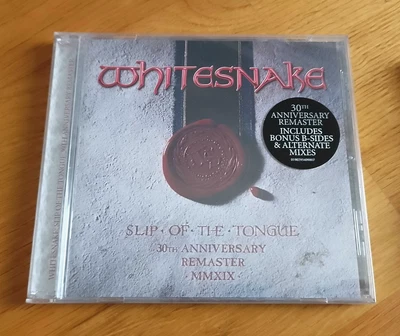 WHITESNAKE
30TH
ANNIVERSARY
REMASTER
INCLUDES
BONUS B-SIDES
& ALTERNATE
MIXES
SLIP · OF · THE · TONGUE
30TH ANNIVERSARY
REMASTER
· MMXIX ·